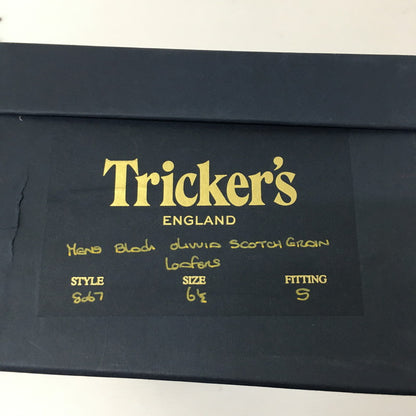 Tricker's
ENGLAND
Mens Black olivvia Scotch Grain
Loafers
STYLE SIZE FITTING
8067 6½ 5